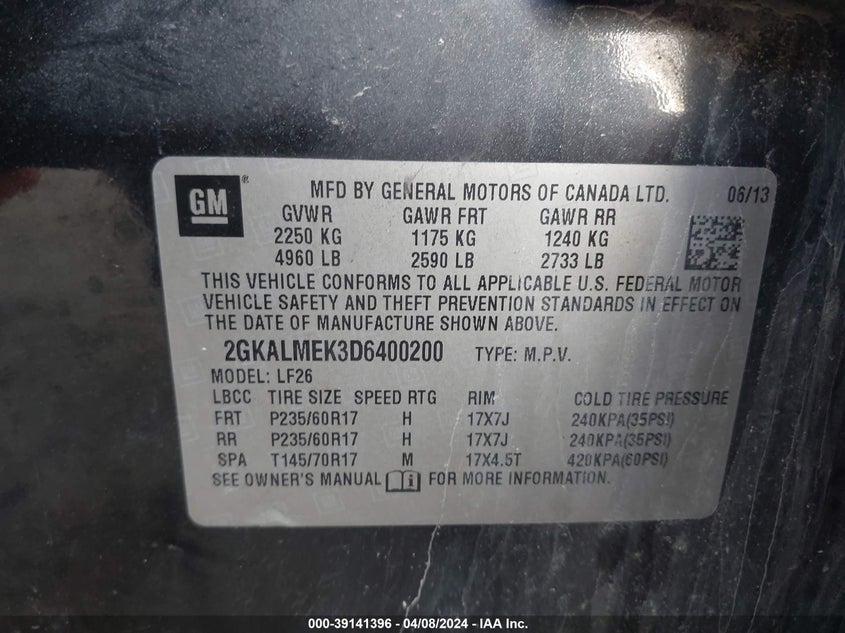 GM®
MFD BY GENERAL MOTORS OF CANADA LTD. 06/13
GVWR GAWR FRT GAWR RR
2250 KG 1175 KG 1240 KG
4960 LB 2590 LB 2733 LB
THIS VEHICLE CONFORMS TO ALL APPLICABLE U.S. FEDERAL MOTOR
VEHICLE SAFETY AND THEFT PREVENTION STANDARDS IN EFFECT ON
THE DATE OF MANUFACTURE SHOWN ABOVE.
2GKALMEK3D6400200 TYPE: M.P.V.
MODEL: LF26
LBCC TIRE SIZE SPEED RTG RIM COLD TIRE PRESSURE
FRT P235/60R17 H 17X7J 240KPA(35PSI)
RR P235/60R17 H 17X7J 240KPA(35PSI)
SPA T145/70R17 M 17X4.5T 420KPA(60PSI)
SEE OWNER'S MANUAL FOR MORE INFORMATION.
000-39141396 - 04/08/2024 - IAA Inc.